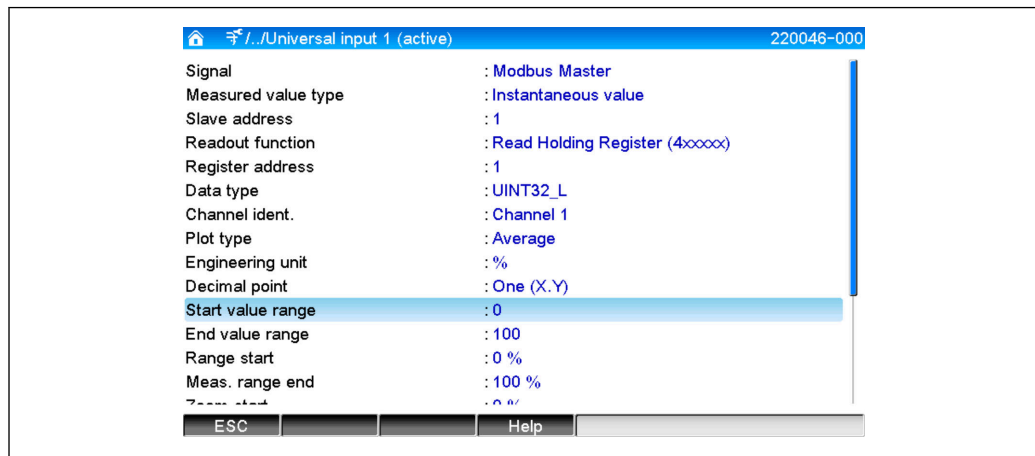 /../Universal input 1 (active) 220046-000
Signal : Modbus Master
Measured value type : Instantaneous value
Slave address : 1
Readout function : Read Holding Register (4xxxxx)
Register address : 1
Data type : UINT32_L
Channel ident. : Channel 1
Plot type : Average
Engineering unit : %
Decimal point : One (X.Y)
Start value range : 0
End value range : 100
Range start : 0 %
Meas. range end : 100 %
Zoom start : 0 %
ESC Help